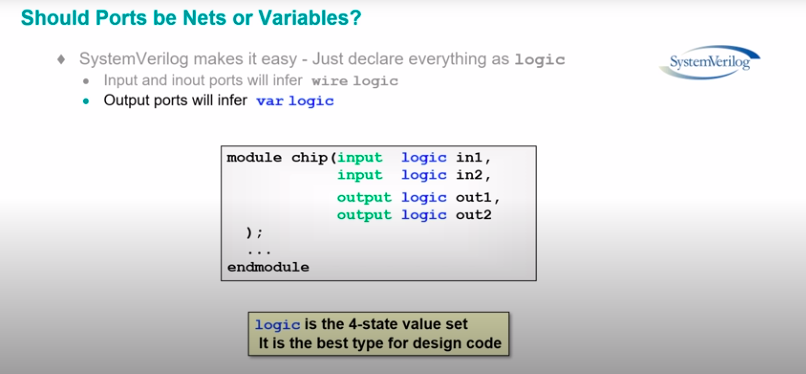 Should Ports be Nets or Variables?
♦ SystemVerilog makes it easy - Just declare everything as logic
SystemVerilog
• Input and inout ports will infer wire logic
• Output ports will infer var logic
module chip(input logic in1,
input logic in2,
output logic out1,
output logic out2
);
...
endmodule
logic is the 4-state value set
It is the best type for design code